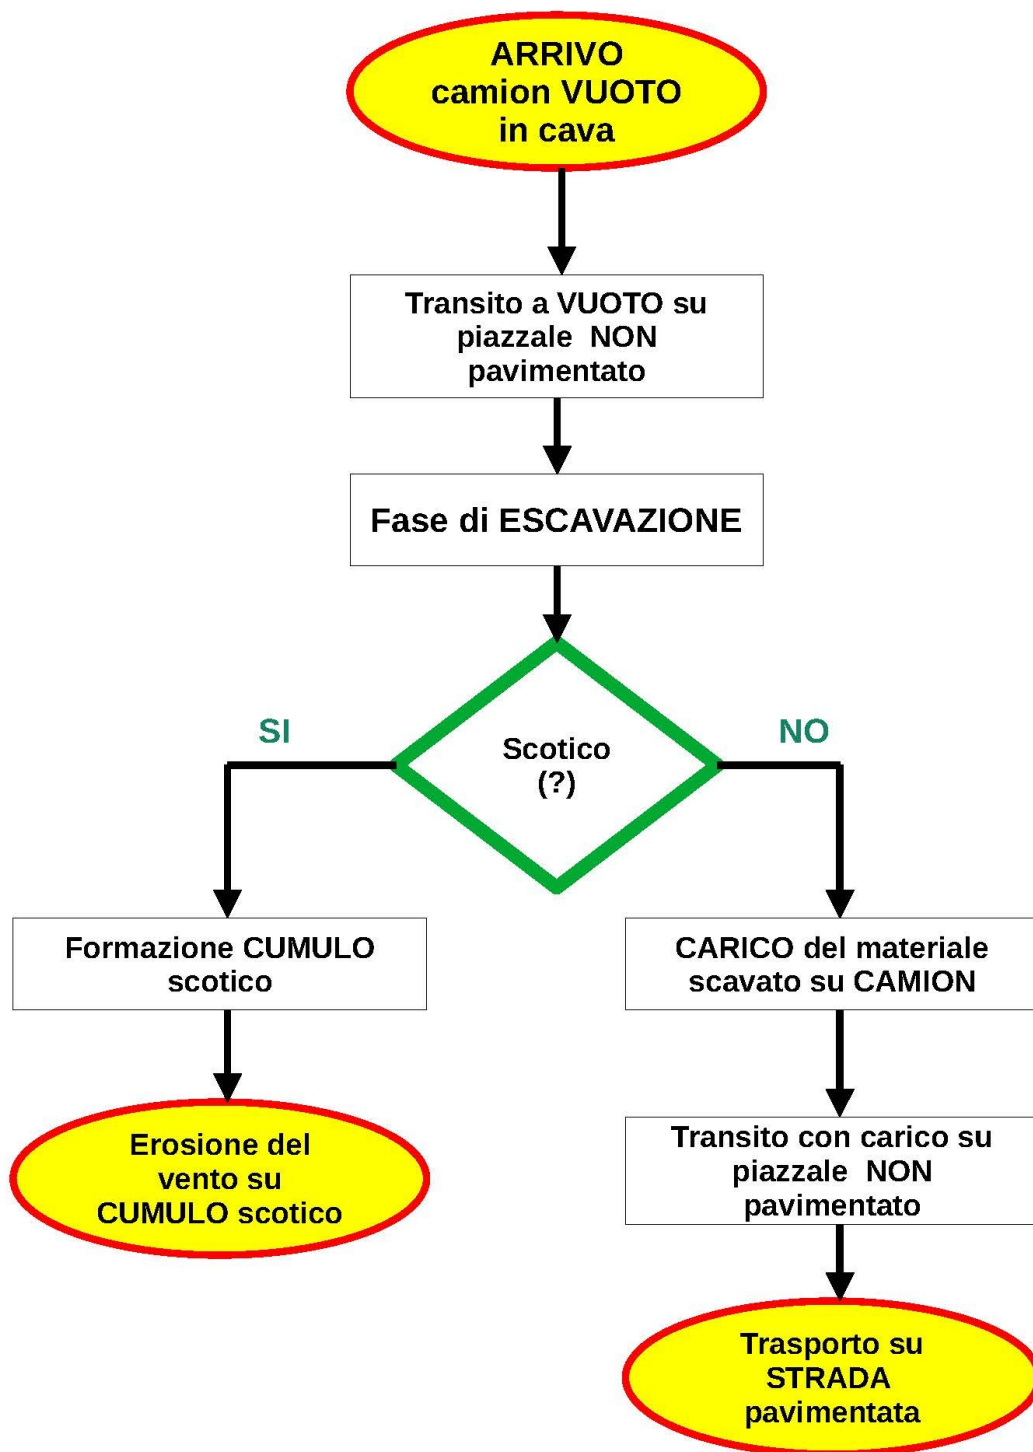 ARRIVO
camion VUOTO
in cava
Transito a VUOTO su
piazzale NON
pavimentato
Fase di ESCAVAZIONE
SI
NO
Scotico
(?)
Formazione CUMULO
scotico
CARICO del materiale
scavato su CAMION
Erosione del
vento su
CUMULO scotico
Transito con carico su
piazzale NON
pavimentato
Trasporto su
STRADA
pavimentata